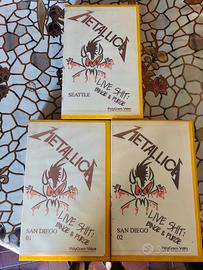 METALLICA
LIVE SHIT:
BINGE & PURGE
SEATTLE
PolyGram Video
METALLICA
LIVE SHIT:
BINGE & PURGE
SAN DIEGO
01
PolyGram Video
METALLICA
LIVE SHIT:
BINGE & PURGE
SAN DIEGO
02
PolyGram Video